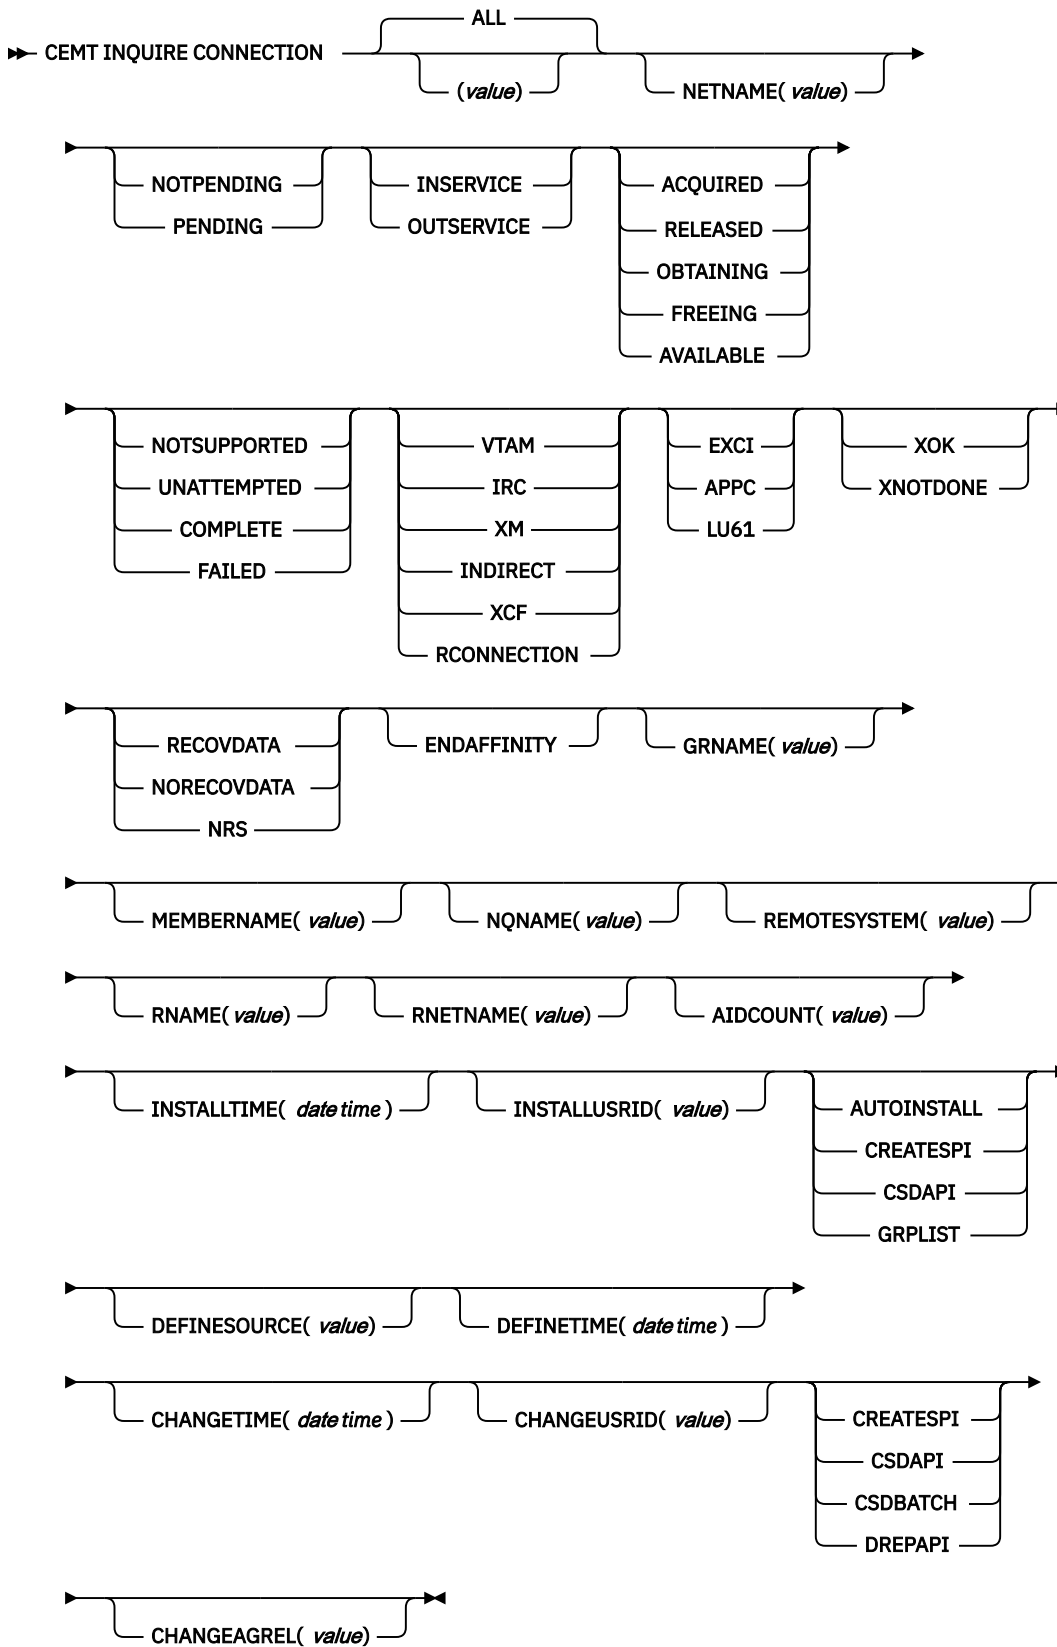 ALL
CEMT INQUIRE CONNECTION
(value) NETNAME( value)
NOTPENDING INSERVICE ACQUIRED
PENDING OUTSERVICE RELEASED
OBTAINING
FREEING
AVAILABLE
NOTSUPPORTED VTAM EXCI XOK
UNATTEMPTED IRC APPC XNOTDONE
COMPLETE XM LU61
FAILED INDIRECT
XCF
RCONNECTION
RECOVDATA ENDAFFINITY GRNAME( value)
NORECOVDATA
NRS
MEMBERNAME( value) NQNAME( value) REMOTESYSTEM( value)
RNAME( value) RNETNAME( value) AIDCOUNT( value)
INSTALLTIME( date time ) INSTALLUSRID( value) AUTOINSTALL
CREATESPI
CSDAPI
GRPLIST
DEFINESOURCE( value) DEFINETIME( date time )
CHANGETIME( date time ) CHANGEUSRID( value) CREATESPI
CSDAPI
CSDBATCH
DREPAPI
CHANGEAGREL( value)